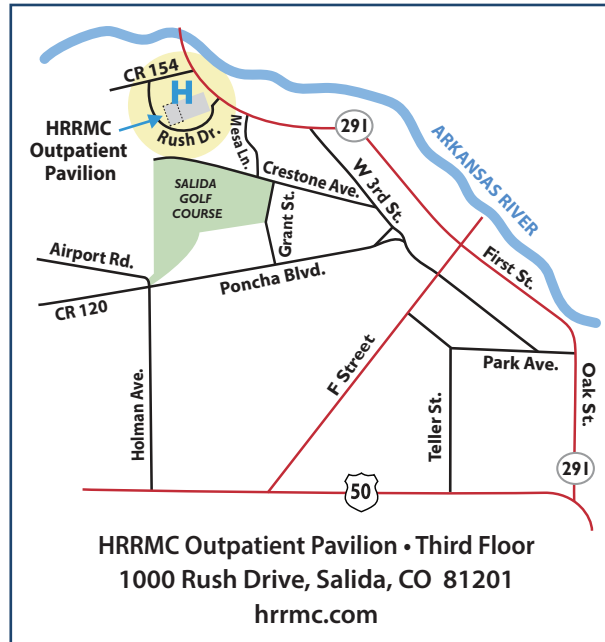 CR 154
H
HRRMC
Outpatient
Pavilion
Rush Dr.
Mesa Ln.
291
ARKANSAS RIVER
W 3rd St.
Crestone Ave.
SALIDA
GOLF
COURSE
Grant St.
Airport Rd.
Poncha Blvd.
First St.
CR 120
F Street
Park Ave.
Oak St.
Holman Ave.
Teller St.
291
50
HRRMC Outpatient Pavilion • Third Floor
1000 Rush Drive, Salida, CO 81201
hrrmc.com